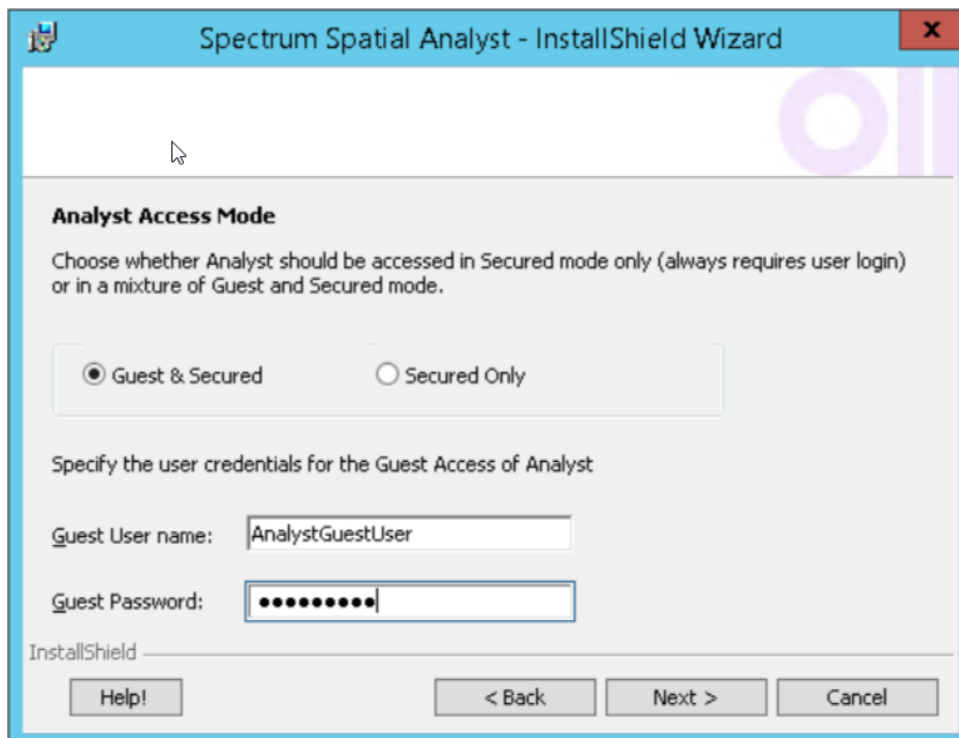 Spectrum Spatial Analyst - InstallShield Wizard
x
Analyst Access Mode
Choose whether Analyst should be accessed in Secured mode only (always requires user login)
or in a mixture of Guest and Secured mode.
Guest & Secured
Secured Only
Specify the user credentials for the Guest Access of Analyst
Guest User name:
AnalystGuestUser
Guest Password:
●●●●●●●●●
InstallShield
Help!
< Back
Next >
Cancel